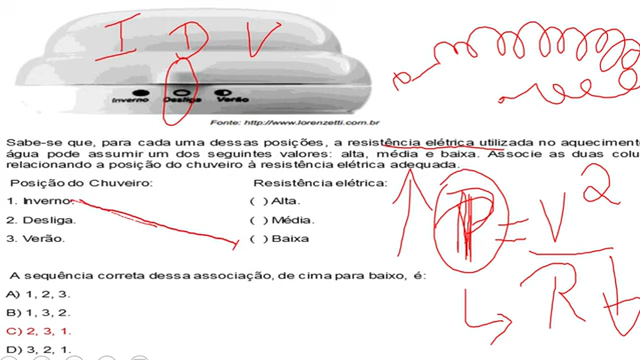 I D V
Inverno Desliga Verão
Fonte: http://www.lorenzetti.com.br
Sabe-se que, para cada uma dessas posições, a resistência elétrica utilizada no aquecimento
água pode assumir um dos seguintes valores: alta, média e baixa. Associe as duas colu
relacionando a posição do chuveiro à resistência elétrica adequada.
Posição do Chuveiro: Resistência elétrica:
1. Inverno. ( ) Alta.
2. Desliga. ( ) Média.
3. Verão. ( ) Baixa
P = V²
R
A sequência correta dessa associação, de cima para baixo, é:
A) 1, 2, 3.
B) 1, 3, 2.
C) 2, 3, 1.
D) 3, 2, 1.